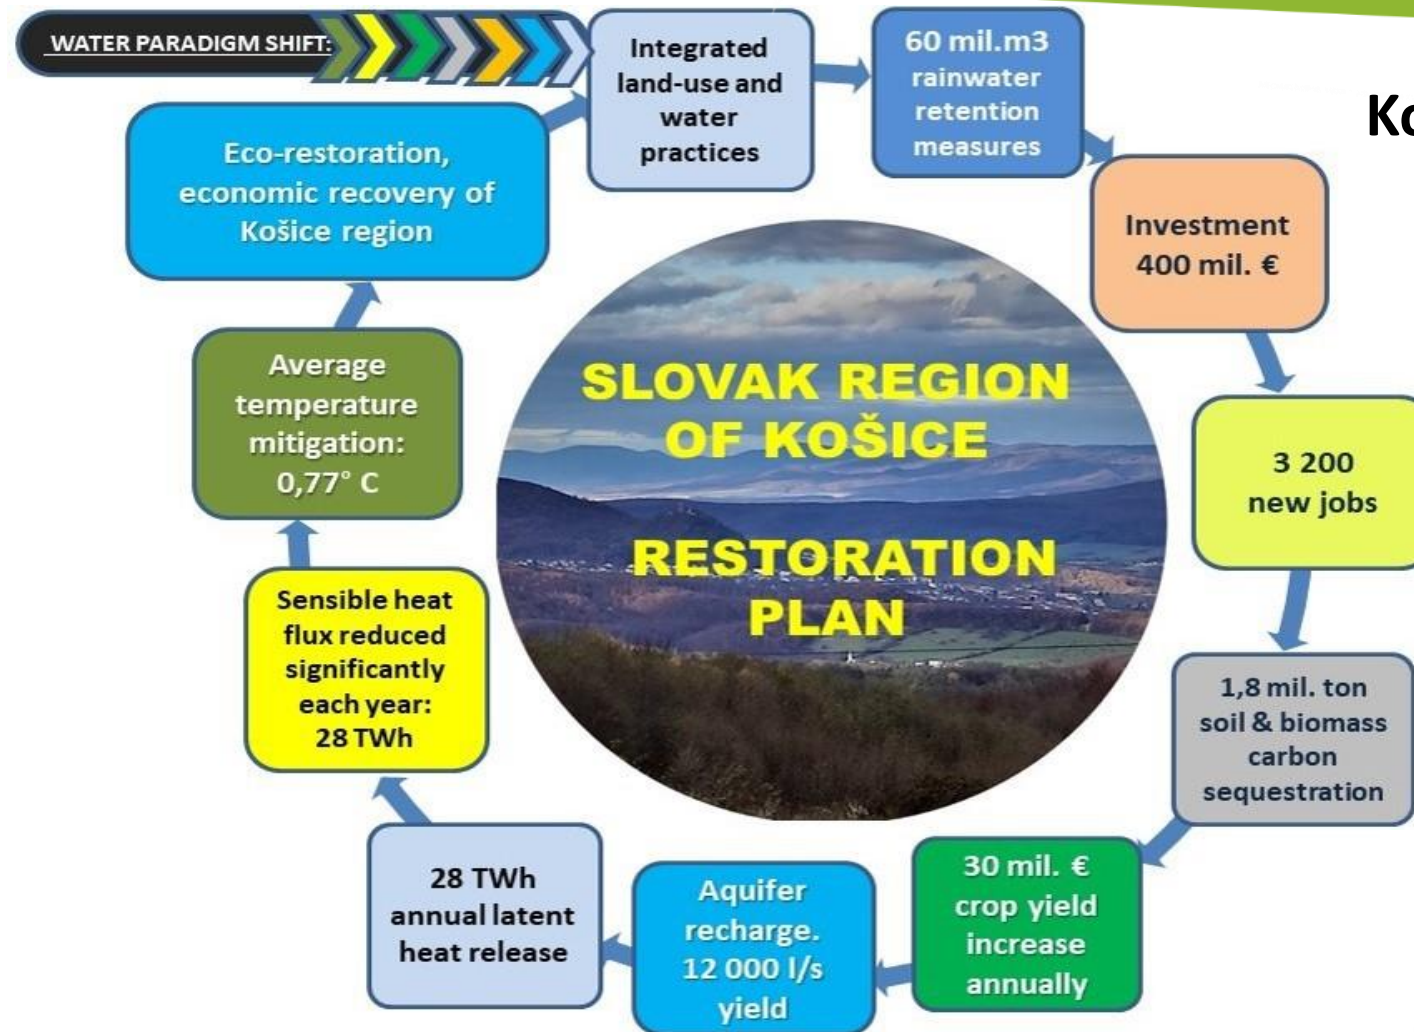 WATER PARADIGM SHIFT:
Integrated
land-use and
water
practices
60 mil.m3
rainwater
retention
measures
Ko
Investment
400 mil. €
3 200
new jobs
1,8 mil. ton
soil & biomass
carbon
sequestration
30 mil. €
crop yield
increase
annually
Aquifer
recharge.
12 000 l/s
yield
28 TWh
annual latent
heat release
Sensible heat
flux reduced
significantly
each year:
28 TWh
Average
temperature
mitigation:
0,77° C
Eco-restoration,
economic recovery of
Košice region
SLOVAK REGION
OF KOŠICE
RESTORATION
PLAN